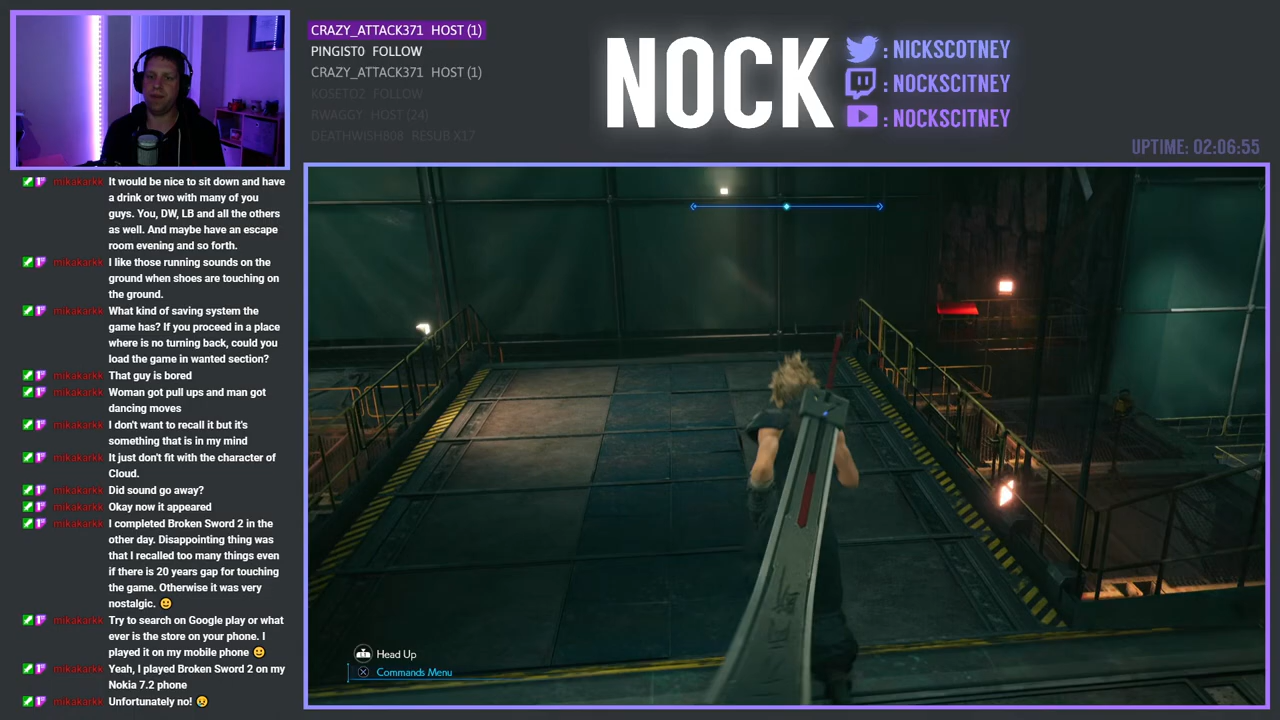 CRAZY_ATTACK371 HOST (1)
PINGIST0 FOLLOW
CRAZY_ATTACK371 HOST (1)
KOSETO2 FOLLOW
RWAGGY HOST (24)
DEATHWISH808 RESUB X17
NOCK
: NICKSCOTNEY
: NOCKSCITNEY
: NOCKSCITNEY
UPTIME: 02:06:55
mikakarkk It would be nice to sit down and have
a drink or two with many of you
guys. You, DW, LB and all the others
as well. And maybe have an escape
room evening and so forth.
mikakarkk I like those running sounds on the
ground when shoes are touching on
the ground.
mikakarkk What kind of saving system the
game has? If you proceed in a place
where is no turning back, could you
load the game in wanted section?
mikakarkk That guy is bored
mikakarkk Woman got pull ups and man got
dancing moves
mikakarkk I don't want to recall it but it's
something that is in my mind
mikakarkk It just don't fit with the character of
Cloud.
mikakarkk Did sound go away?
mikakarkk Okay now it appeared
mikakarkk I completed Broken Sword 2 in the
other day. Disappointing thing was
that I recalled too many things even
if there is 20 years gap for touching
the game. Otherwise it was very
nostalgic.
mikakarkk Try to search on Google play or what
ever is the store on your phone. I
played it on my mobile phone
mikakarkk Yeah, I played Broken Sword 2 on my
Nokia 7.2 phone
mikakarkk Unfortunately no!
Head Up
Commands Menu